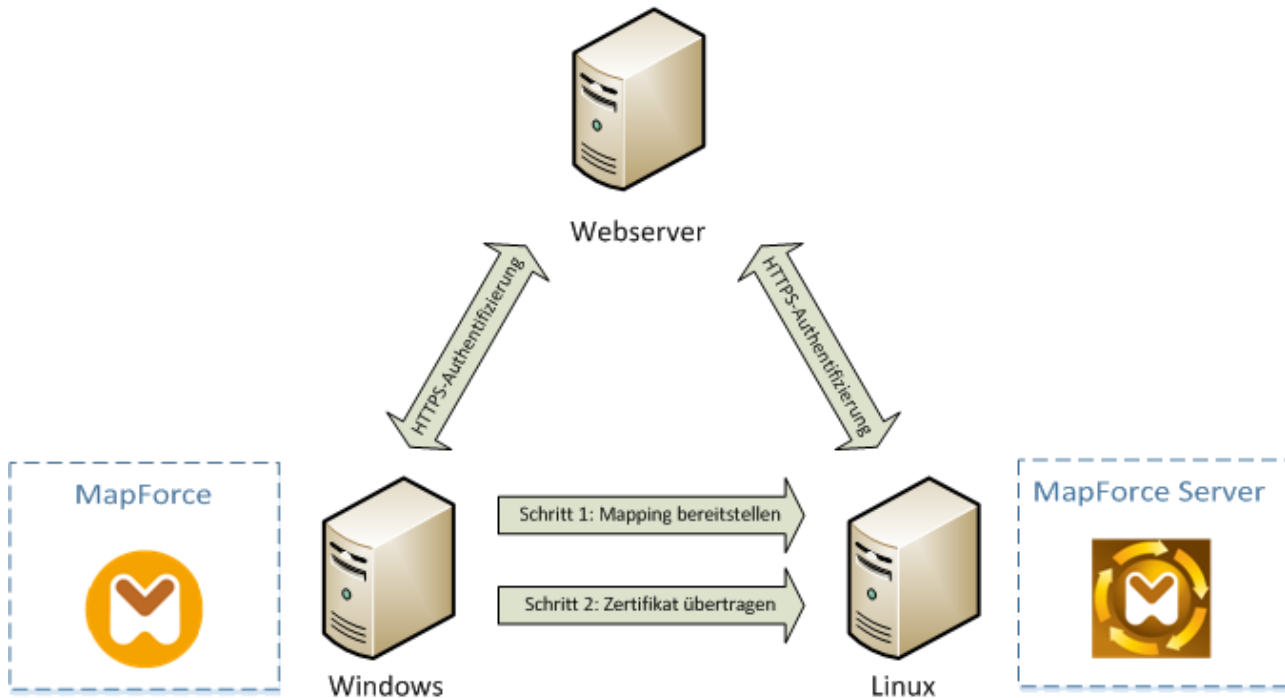 Webserver
HTTPS-Authentifizierung
HTTPS-Authentifizierung
MapForce
MapForce Server
Schritt 1: Mapping bereitstellen
Schritt 2: Zertifikat übertragen
Windows
Linux